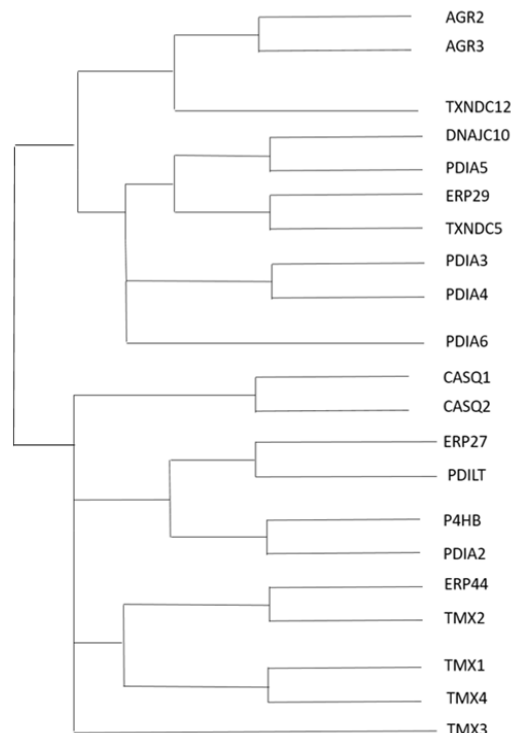 AGR2
AGR3
TXNDC12
DNAJC10
PDIA5
ERP29
TXNDC5
PDIA3
PDIA4
PDIA6
CASQ1
CASQ2
ERP27
PDILT
P4HB
PDIA2
ERP44
TMX2
TMX1
TMX4
TMX3